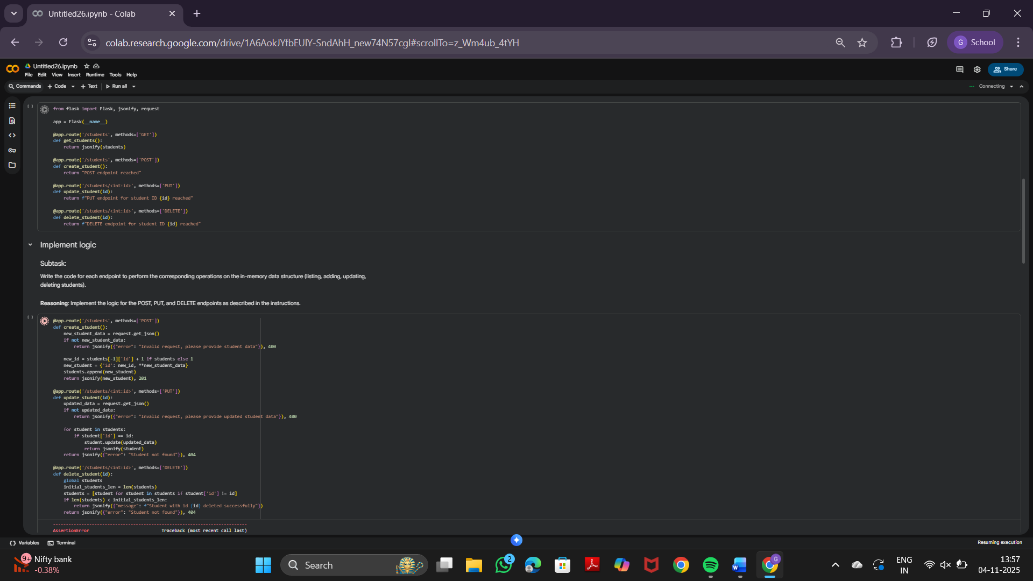 Untitled26.ipynb - Colab
colab.research.google.com/drive/1A6AokJYfbFUIY-SndAhH_new74N57cgI#scrollTo=z_Wm4ub_4tYH
G School
Untitled26.ipynb
File Edit View Insert Runtime Tools Help
Share
Commands + Code + Text Run all
Connecting
from flask import Flask, jsonify, request
app = Flask(__name__)
@app.route('/students', methods=['GET'])
def get_students():
return jsonify(students)
@app.route('/students', methods=['POST'])
def create_student():
return "POST endpoint reached"
@app.route('/students/<int:id>', methods=['PUT'])
def update_student(id):
return f"PUT endpoint for student ID {id} reached"
@app.route('/students/<int:id>', methods=['DELETE'])
def delete_student(id):
return f"DELETE endpoint for student ID {id} reached"
Implement logic
Subtask:
Write the code for each endpoint to perform the corresponding operations on the in-memory data structure (listing, adding, updating,
deleting students).
Reasoning: Implement the logic for the POST, PUT, and DELETE endpoints as described in the instructions.
@app.route('/students', methods=['POST'])
def create_student():
new_student_data = request.get_json()
if not new_student_data:
return jsonify({"error": "Invalid request, please provide student data"}), 400
new_id = students[-1]['id'] + 1 if students else 1
new_student = {'id': new_id, **new_student_data}
students.append(new_student)
return jsonify(new_student), 201
@app.route('/students/<int:id>', methods=['PUT'])
def update_student(id):
updated_data = request.get_json()
if not updated_data:
return jsonify({"error": "Invalid request, please provide updated student data"}), 400
for student in students:
if student['id'] == id:
student.update(updated_data)
return jsonify(student)
return jsonify({"error": "Student not found"}), 404
@app.route('/students/<int:id>', methods=['DELETE'])
def delete_student(id):
global students
initial_students_len = len(students)
students = [student for student in students if student['id'] != id]
if len(students) < initial_students_len:
return jsonify({"message": f"Student with id {id} deleted successfully"})
return jsonify({"error": "Student not found"}), 404
---------------------------------------------------------------------------
AssertionError Traceback (most recent call last)
Variables Terminal
Resuming execution
Nifty bank
-0.38%
Search
2
ENG
IN
13:57
04-11-2025